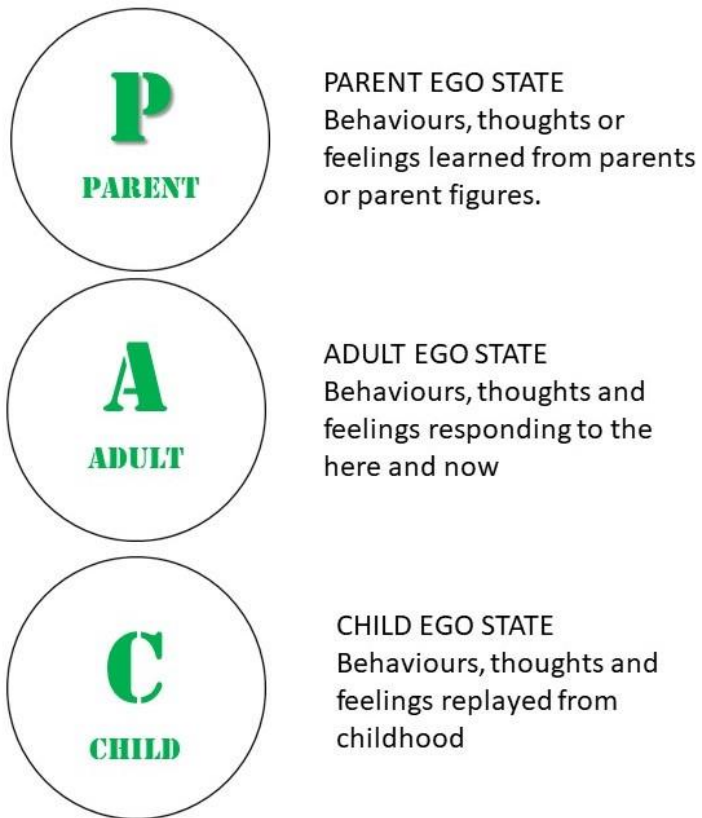 P
PARENT
PARENT EGO STATE
Behaviours, thoughts or
feelings learned from parents
or parent figures.
A
ADULT
ADULT EGO STATE
Behaviours, thoughts and
feelings responding to the
here and now
C
CHILD
CHILD EGO STATE
Behaviours, thoughts and
feelings replayed from
childhood